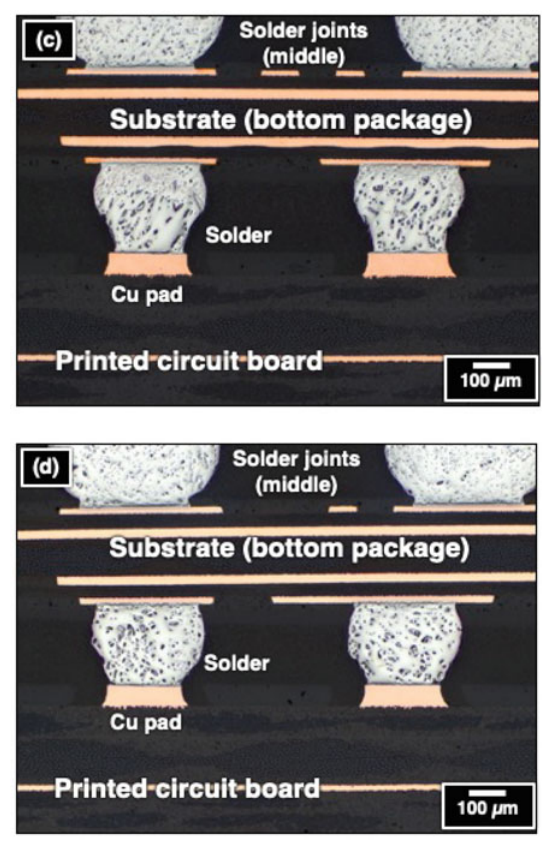 (c)
Solder joints
(middle)
Substrate (bottom package)
Solder
Cu pad
Printed circuit board
100 µm
(d)
Solder joints
(middle)
Substrate (bottom package)
Solder
Cu pad
Printed circuit board
100 µm